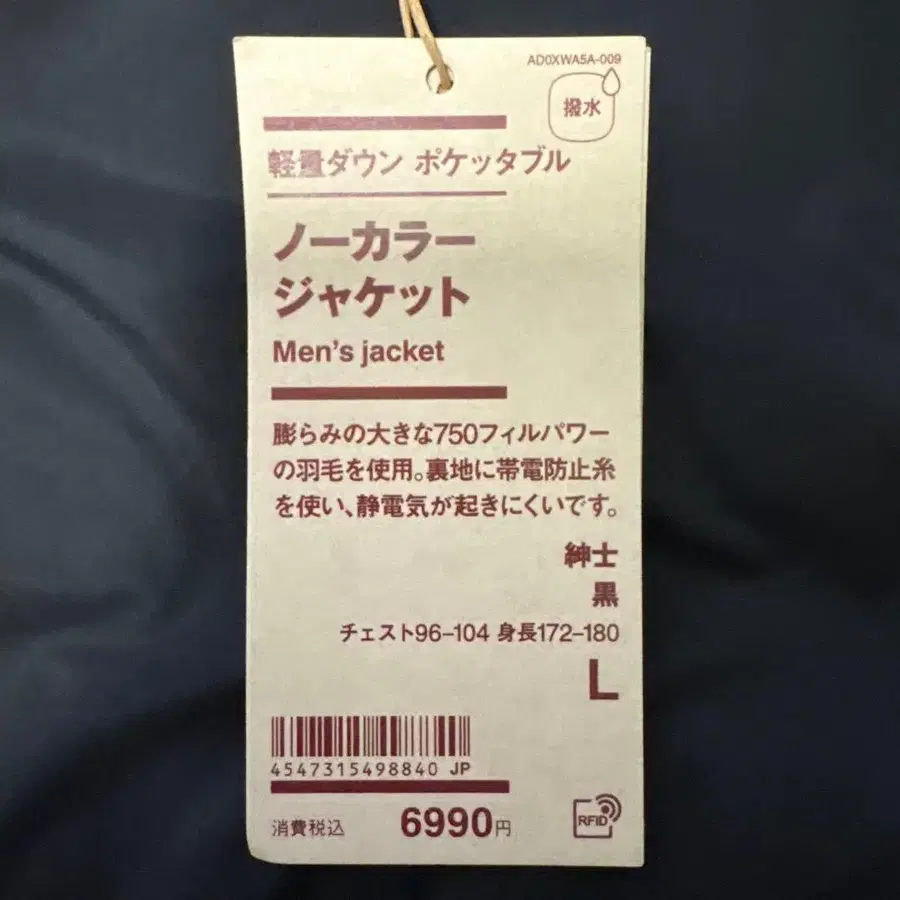 AD0XWA5A-009
撥水
軽量ダウン ポケッタブル
ノーカラー
ジャケット
Men's jacket
膨らみの大きな750フィルパワー
の羽毛を使用。裏地に帯電防止糸
を使い、静電気が起きにくいです。
紳士
黒
チェスト96–104 身長172–180
L
4547315498840 JP
消費税込 6990円
RFID